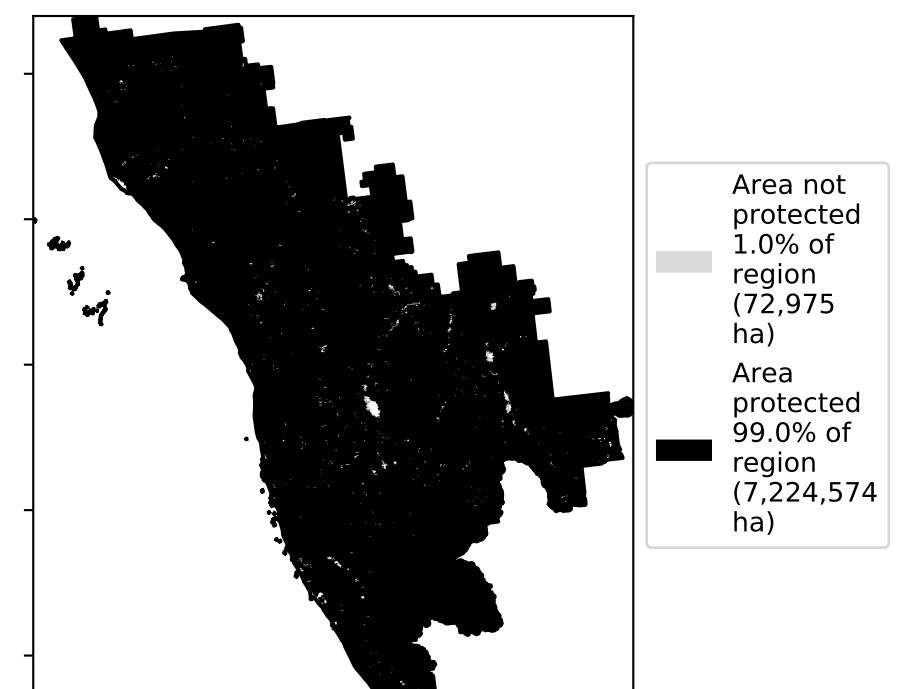 Area not
protected
1.0% of
region
(72,975
ha)
Area
protected
99.0% of
region
(7,224,574
ha)